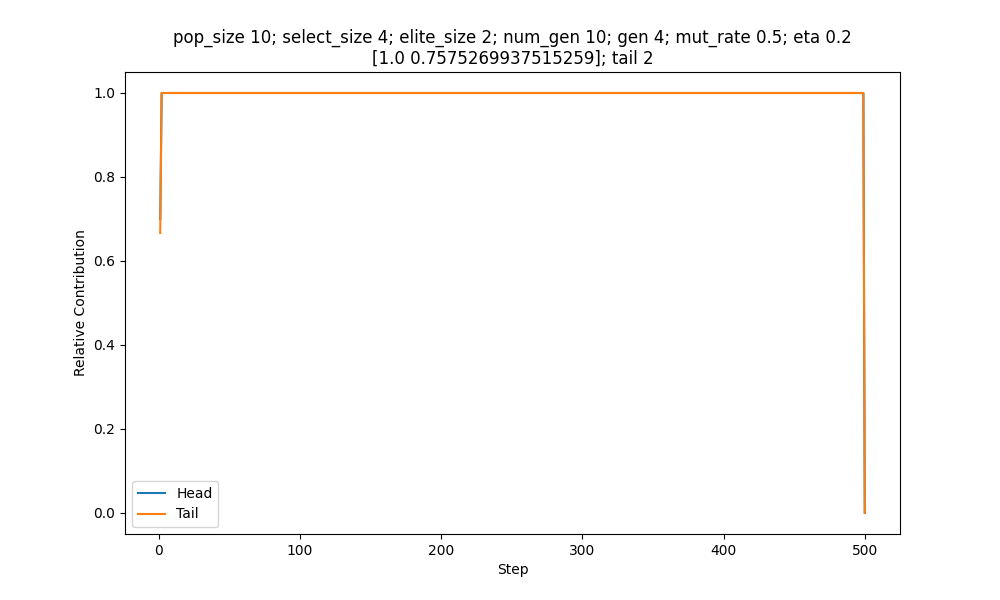 pop_size 10; select_size 4; elite_size 2; num_gen 10; gen 4; mut_rate 0.5; eta 0.2
[1.0 0.7575269937515259]; tail 2
1.0
0.8
0.6
0.4
0.2
0.0
Relative Contribution
Head
Tail
0
100
200
300
400
500
Step